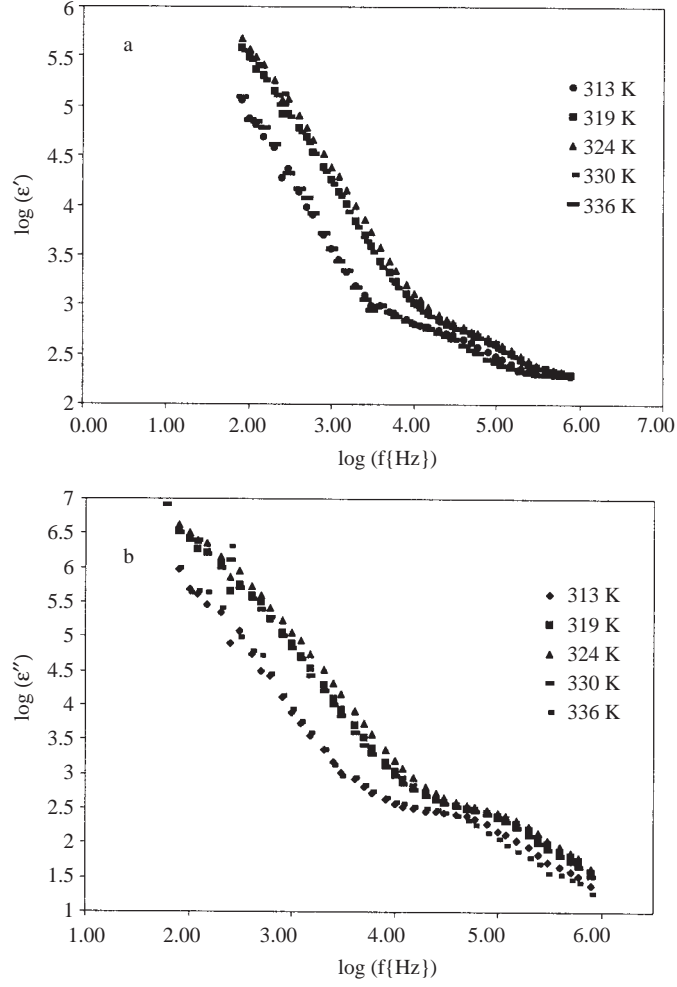 a
6
5.5
5
4.5
4
3.5
3
2.5
2
log (ε′)
313 K
319 K
324 K
330 K
336 K
0.00 1.00 2.00 3.00 4.00 5.00 6.00 7.00
log (f{Hz})
b
7
6.5
6
5.5
5
4.5
4
3.5
3
2.5
2
1.5
1
log (ε″)
313 K
319 K
324 K
330 K
336 K
1.00 2.00 3.00 4.00 5.00 6.00
log (f{Hz})